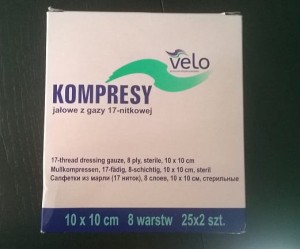 velo
KOMPRESY
jałowe z gazy 17-nitkowej
17-thread dressing gauze, 8 ply, sterile, 10 x 10 cm
Mullkompressen, 17-fädig, 8-schichtig, 10 x 10 cm, steril
Салфетки из марли (17 ниток), 8 слоев, 10 x 10 см, стерильные
10 x 10 cm 8 warstw 25x2 szt.